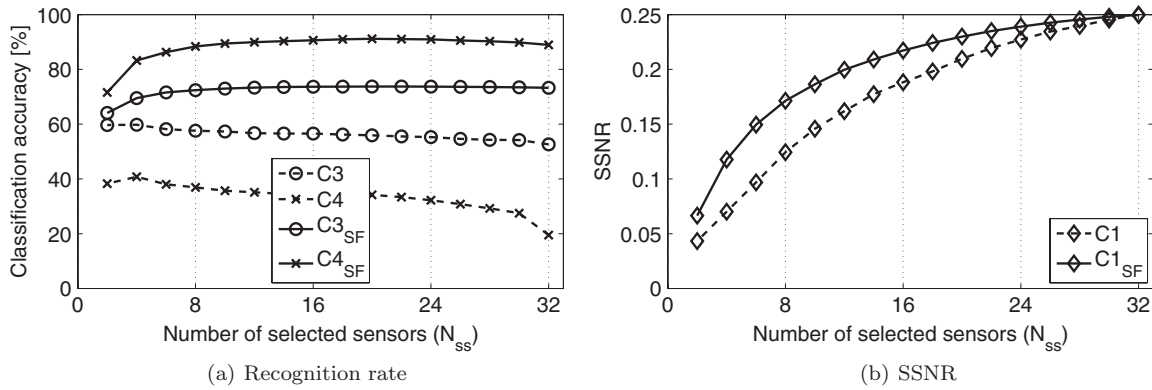 100
80
60
40
20
0
Classification accuracy [%]
C3
C4
C3SF
C4SF
0 8 16 24 32
Number of selected sensors (Nss)
(a) Recognition rate
0.25
0.2
0.15
0.1
0.05
0
SSNR
C1
C1SF
0 8 16 24 32
Number of selected sensors (Nss)
(b) SSNR